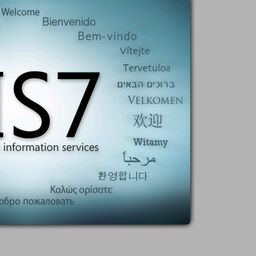 Welcome
Bienvenido
Bem-vindo
Vítejte
Tervetuloa
ברוכים הבאים
VELKOMEN
欢迎
IS7
Witamy
information services
مرحباً
환영합니다
Καλώς ορίσατε
обро пожаловать